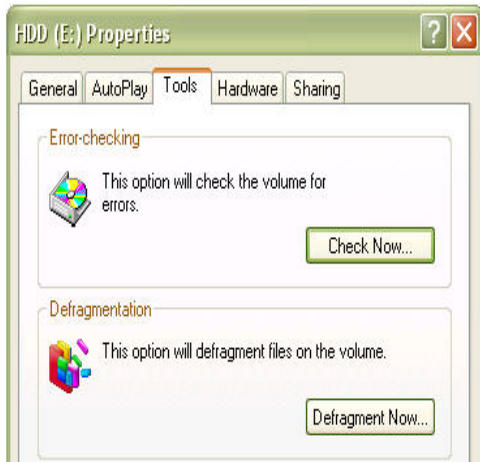 HDD (E:) Properties
General AutoPlay Tools Hardware Sharing
Error-checking
This option will check the volume for
errors.
Check Now...
Defragmentation
This option will defragment files on the volume.
Defragment Now...